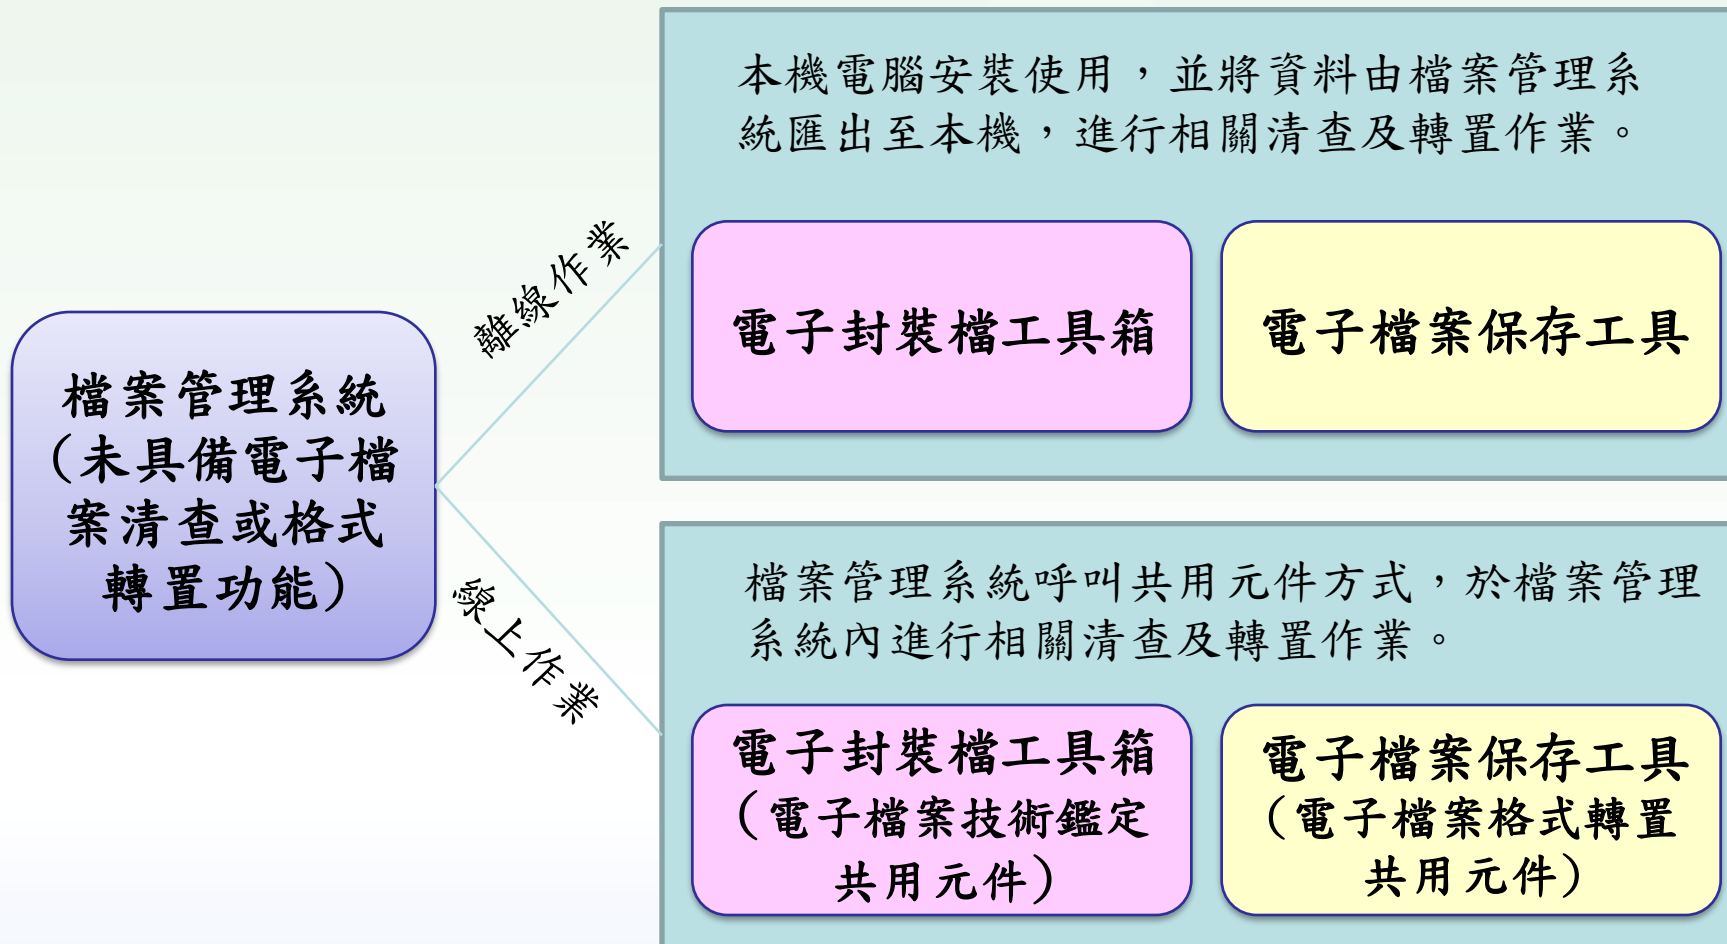 檔案管理系統
(未具備電子檔
案清查或格式
轉置功能)
離線作業
本機電腦安裝使用，並將資料由檔案管理系
統匯出至本機，進行相關清查及轉置作業。
電子封裝檔工具箱
電子檔案保存工具
線上作業
檔案管理系統呼叫共用元件方式，於檔案管理
系統內進行相關清查及轉置作業。
電子封裝檔工具箱
(電子檔案技術鑑定
共用元件)
電子檔案保存工具
(電子檔案格式轉置
共用元件)